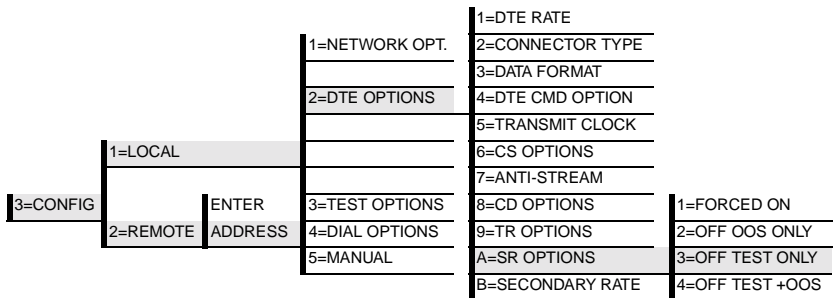 1=DTE RATE
1=NETWORK OPT. 2=CONNECTOR TYPE
3=DATA FORMAT
2=DTE OPTIONS 4=DTE CMD OPTION
5=TRANSMIT CLOCK
1=LOCAL 6=CS OPTIONS
7=ANTI-STREAM
3=CONFIG ENTER 3=TEST OPTIONS 8=CD OPTIONS 1=FORCED ON
2=REMOTE ADDRESS 4=DIAL OPTIONS 9=TR OPTIONS 2=OFF OOS ONLY
5=MANUAL A=SR OPTIONS 3=OFF TEST ONLY
B=SECONDARY RATE 4=OFF TEST +OOS